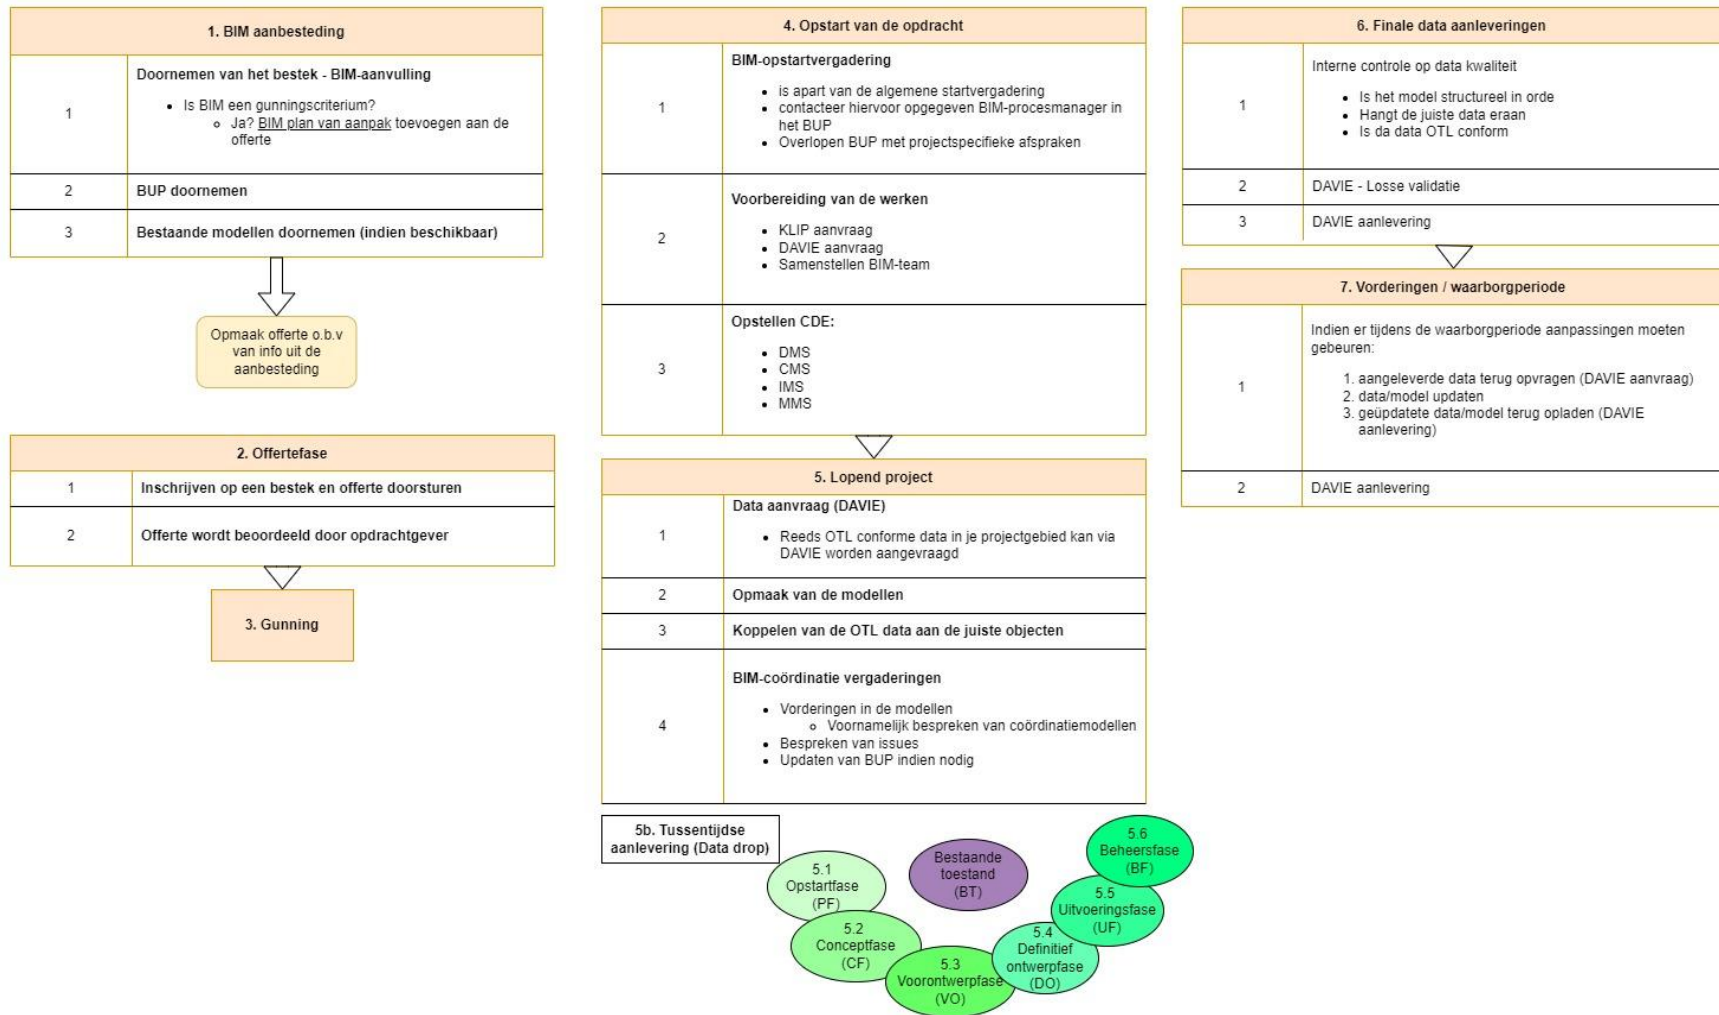 1. BIM aanbesteding
1
Doornemen van het bestek - BIM-aanvulling
Is BIM een gunningscriterium?
Ja? BIM plan van aanpak toevoegen aan de
offerte
2
BUP doornemen
3
Bestaande modellen doornemen (indien beschikbaar)
Opmaak offerte o.b.v
van info uit de
aanbesteding
2. Offertefase
1
Inschrijven op een bestek en offerte doorsturen
2
Offerte wordt beoordeeld door opdrachtgever
3. Gunning
4. Opstart van de opdracht
1
BIM-opstartvergadering
is apart van de algemene startvergadering
contacteer hiervoor opgegeven BIM-procesmanager in
het BUP
Overlopen BUP met projectspecifieke afspraken
2
Voorbereiding van de werken
KLIP aanvraag
DAVIE aanvraag
Samenstellen BIM-team
3
Opstellen CDE:
DMS
CMS
IMS
MMS
5. Lopend project
1
Data aanvraag (DAVIE)
Reeds OTL conforme data in je projectgebied kan via
DAVIE worden aangevraagd
2
Opmaak van de modellen
3
Koppelen van de OTL data aan de juiste objecten
4
BIM-coördinatie vergaderingen
Vorderingen in de modellen
Voornamelijk bespreken van coördinatiemodellen
Bespreken van issues
Updaten van BUP indien nodig
5b. Tussentijdse
aanlevering (Data drop)
5.1
Opstartfase
(PF)
5.2
Conceptfase
(CF)
5.3
Voorontwerpfase
(VO)
5.4
Definitief
ontwerpfase
(DO)
5.5
Uitvoeringsfase
(UF)
5.6
Beheersfase
(BF)
Bestaande
toestand
(BT)
6. Finale data aanleveringen
1
Interne controle op data kwaliteit
Is het model structureel in orde
Hangt de juiste data eraan
Is da data OTL conform
2
DAVIE - Losse validatie
3
DAVIE aanlevering
7. Vorderingen / waarborgperiode
1
Indien er tijdens de waarborgperiode aanpassingen moeten
gebeuren:
1. aangeleverde data terug opvragen (DAVIE aanvraag)
2. data/model updaten
3. geüpdatete data/model terug opladen (DAVIE
aanlevering)
2
DAVIE aanlevering